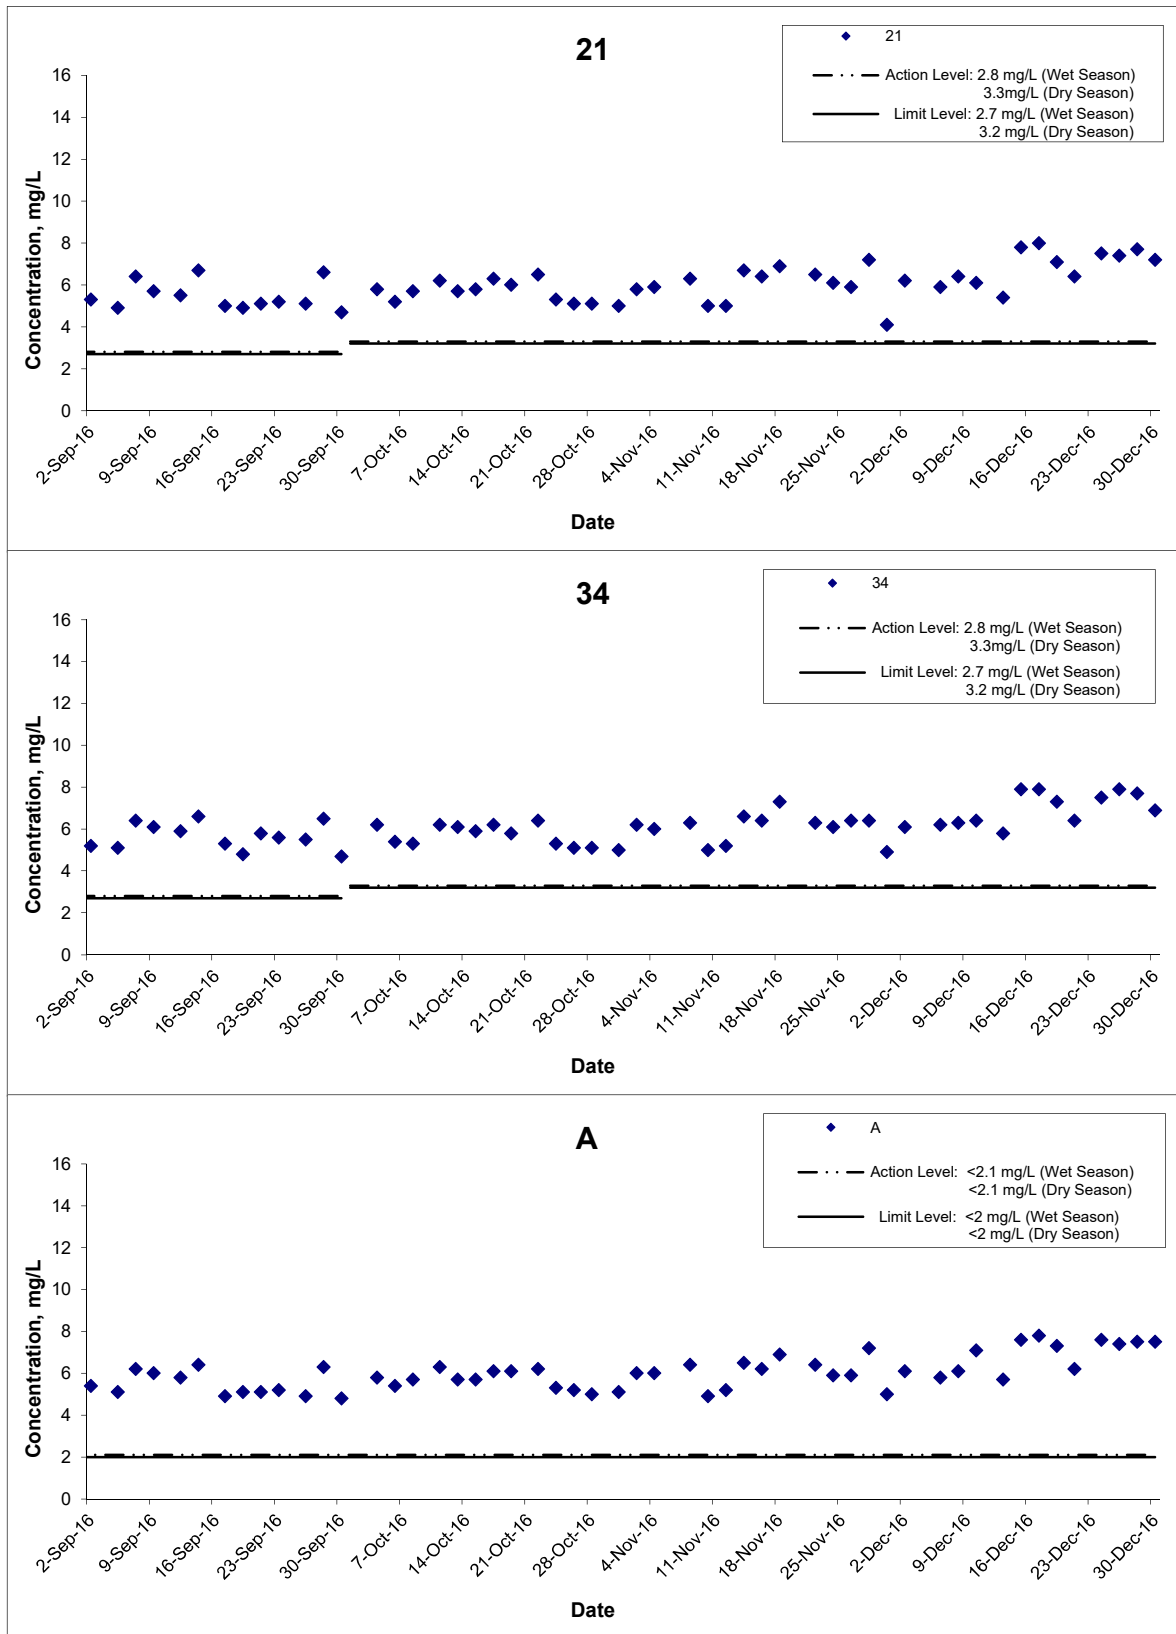 21
21
Action Level: 2.8 mg/L (Wet Season)
3.3mg/L (Dry Season)
Limit Level: 2.7 mg/L (Wet Season)
3.2 mg/L (Dry Season)
Concentration, mg/L
16
14
12
10
8
6
4
2
0
2-Sep-16
9-Sep-16
16-Sep-16
23-Sep-16
30-Sep-16
7-Oct-16
14-Oct-16
21-Oct-16
28-Oct-16
4-Nov-16
11-Nov-16
18-Nov-16
25-Nov-16
2-Dec-16
9-Dec-16
16-Dec-16
23-Dec-16
30-Dec-16
Date
34
34
Action Level: 2.8 mg/L (Wet Season)
3.3mg/L (Dry Season)
Limit Level: 2.7 mg/L (Wet Season)
3.2 mg/L (Dry Season)
Concentration, mg/L
16
14
12
10
8
6
4
2
0
2-Sep-16
9-Sep-16
16-Sep-16
23-Sep-16
30-Sep-16
7-Oct-16
14-Oct-16
21-Oct-16
28-Oct-16
4-Nov-16
11-Nov-16
18-Nov-16
25-Nov-16
2-Dec-16
9-Dec-16
16-Dec-16
23-Dec-16
30-Dec-16
Date
A
A
Action Level: <2.1 mg/L (Wet Season)
<2.1 mg/L (Dry Season)
Limit Level: <2 mg/L (Wet Season)
<2 mg/L (Dry Season)
Concentration, mg/L
16
14
12
10
8
6
4
2
0
2-Sep-16
9-Sep-16
16-Sep-16
23-Sep-16
30-Sep-16
7-Oct-16
14-Oct-16
21-Oct-16
28-Oct-16
4-Nov-16
11-Nov-16
18-Nov-16
25-Nov-16
2-Dec-16
9-Dec-16
16-Dec-16
23-Dec-16
30-Dec-16
Date